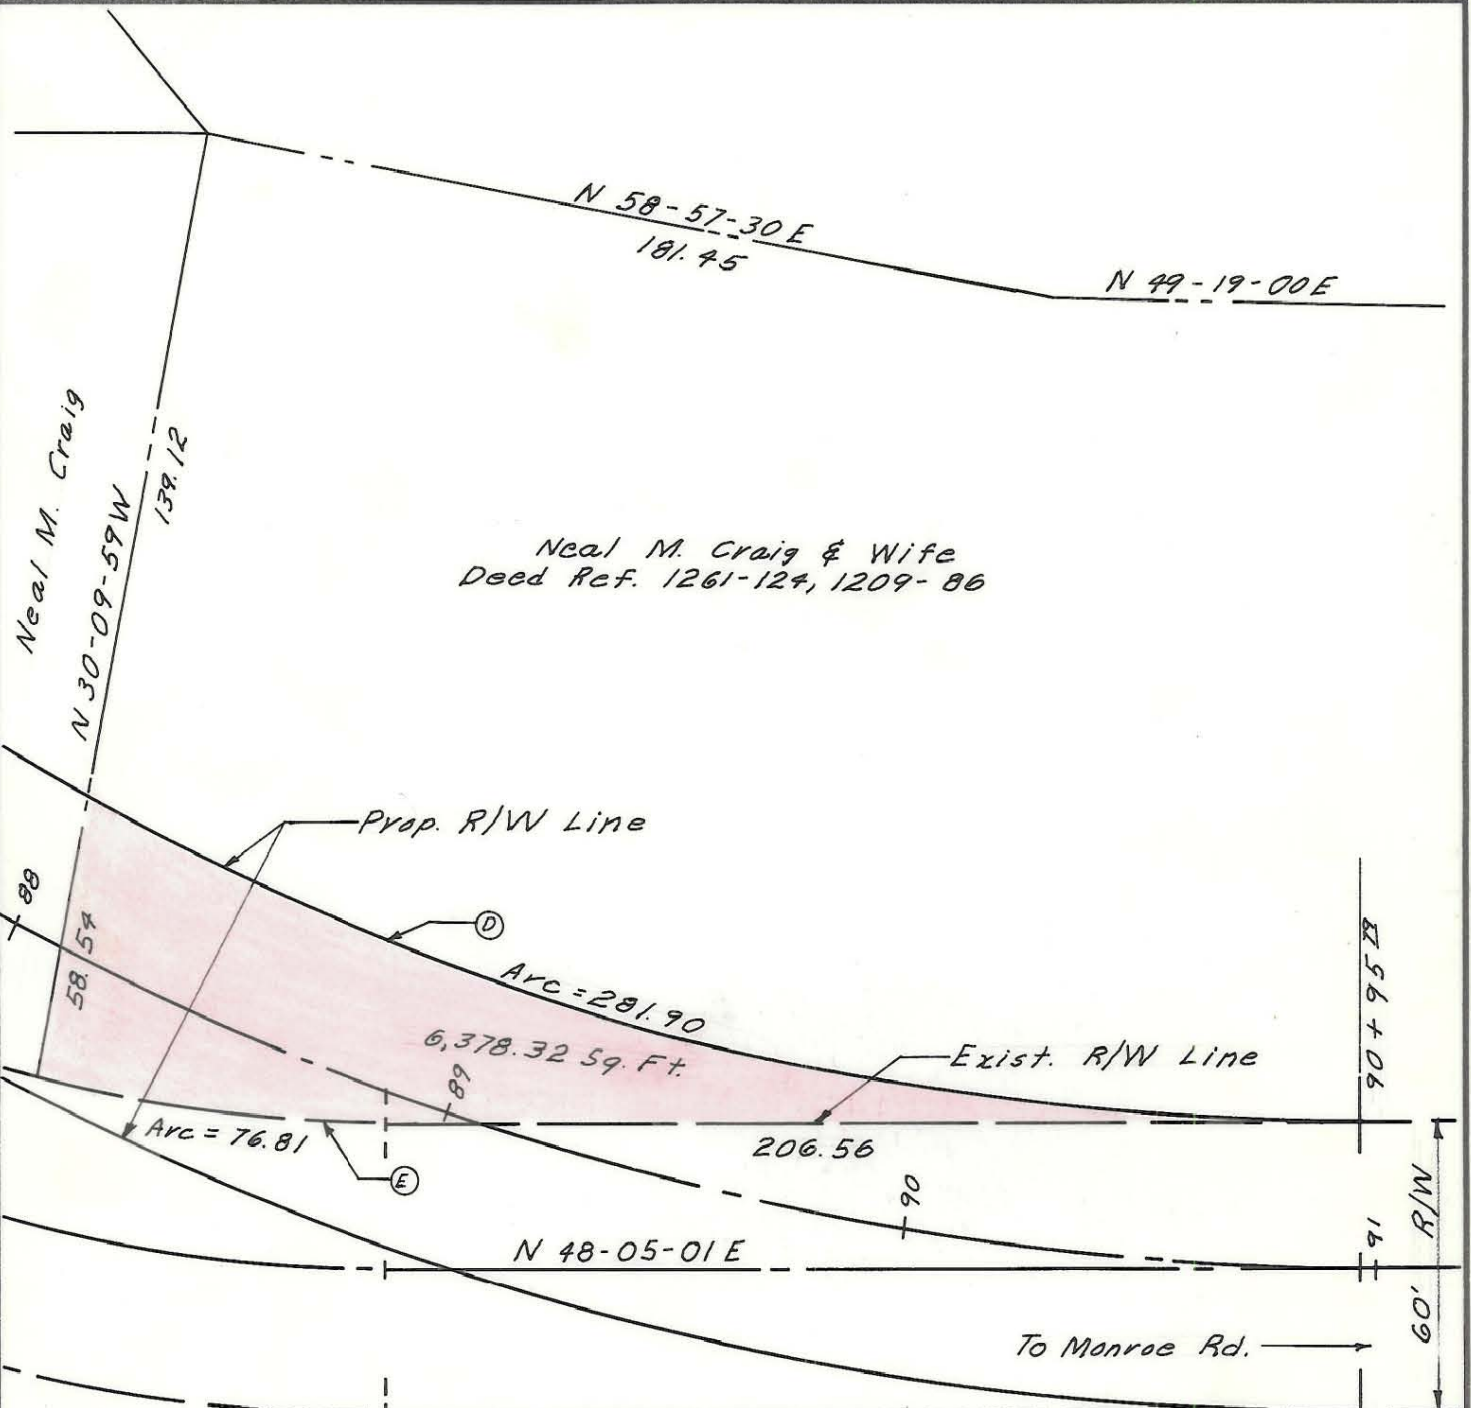 N 58-57-30 E
181.45
N 49-19-00 E
Neal M. Craig
N 30-09-59 W
139.12
Neal M. Craig & Wife
Deed Ref. 1261-124, 1209-86
Prop. R/W Line
88
58.54
D
Arc = 281.90
6,378.32 Sq. Ft.
89
Exist. R/W Line
90 + 95
Arc = 76.81
E
206.56
90
91
N 48-05-01 E
60' R/W
To Monroe Rd.